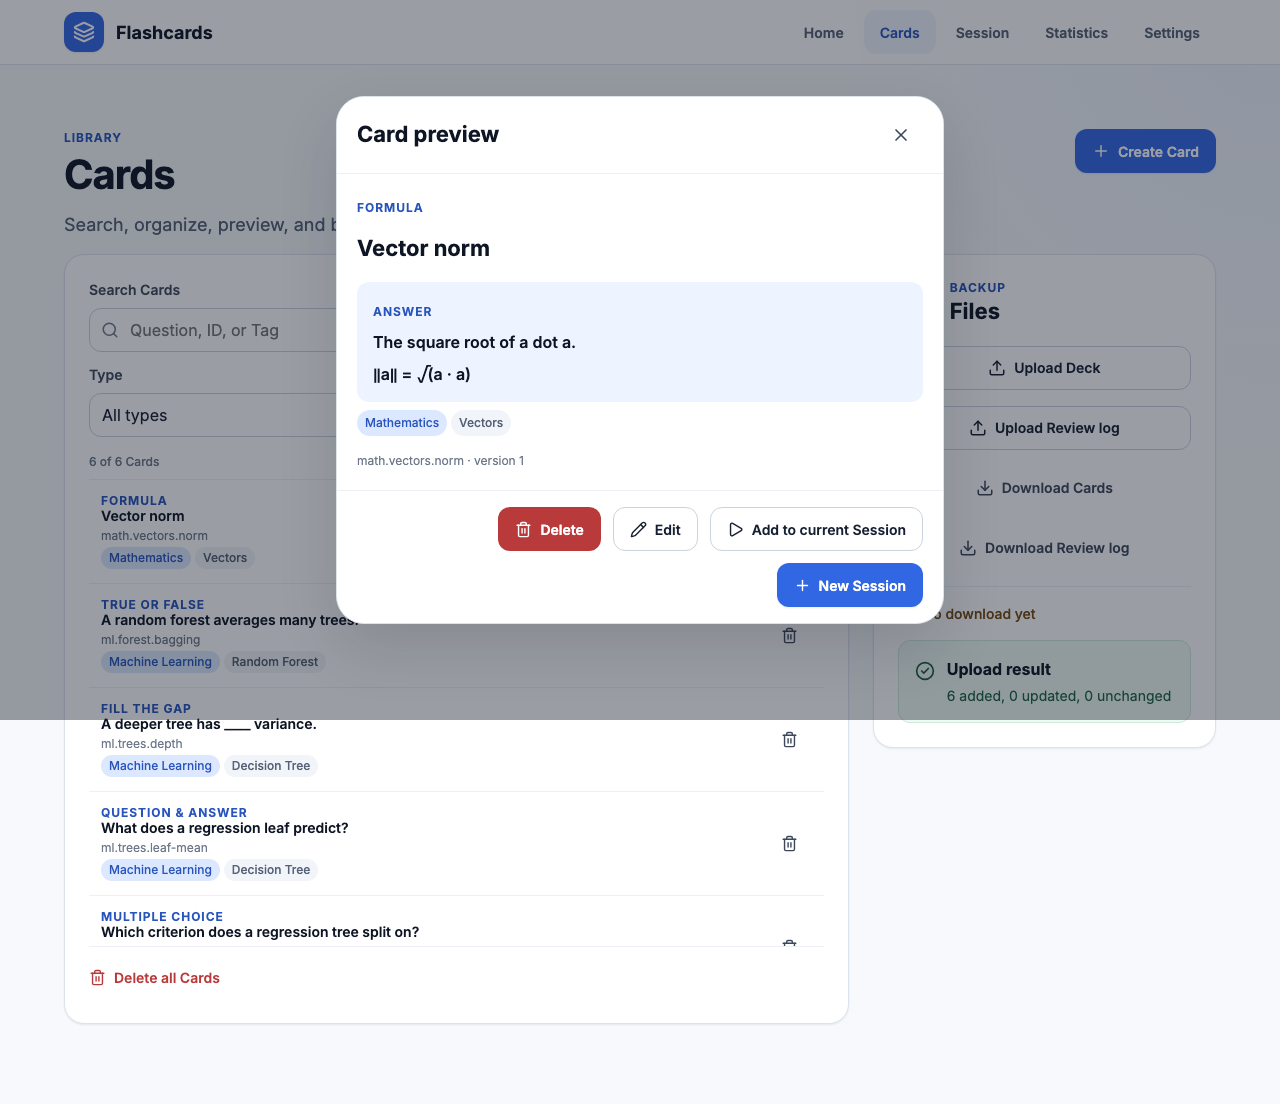 Flashcards
Home
Cards
Session
Statistics
Settings
LIBRARY
Cards
Search, organize, preview, and
Create Card
Card preview
FORMULA
Vector norm
ANSWER
The square root of a dot a.
‖a‖ = √(a · a)
Mathematics
Vectors
math.vectors.norm · version 1
Delete
Edit
Add to current Session
New Session
Search Cards
Question, ID, or Tag
Type
All types
6 of 6 Cards
FORMULA
Vector norm
math.vectors.norm
Mathematics
Vectors
TRUE OR FALSE
A random forest averages many trees.
ml.forest.bagging
Machine Learning
Random Forest
FILL THE GAP
A deeper tree has ____ variance.
ml.trees.depth
Machine Learning
Decision Tree
QUESTION & ANSWER
What does a regression leaf predict?
ml.trees.leaf-mean
Machine Learning
Decision Tree
MULTIPLE CHOICE
Which criterion does a regression tree split on?
Delete all Cards
BACKUP
Files
Upload Deck
Upload Review log
Download Cards
Download Review log
download yet
Upload result
6 added, 0 updated, 0 unchanged